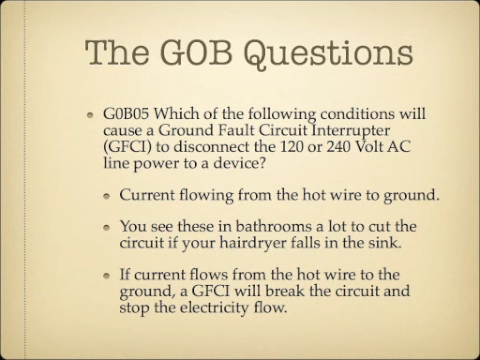 The G0B Questions
G0B05 Which of the following conditions will
cause a Ground Fault Circuit Interrupter
(GFCI) to disconnect the 120 or 240 Volt AC
line power to a device?
Current flowing from the hot wire to ground.
You see these in bathrooms a lot to cut the
circuit if your hairdryer falls in the sink.
If current flows from the hot wire to the
ground, a GFCI will break the circuit and
stop the electricity flow.